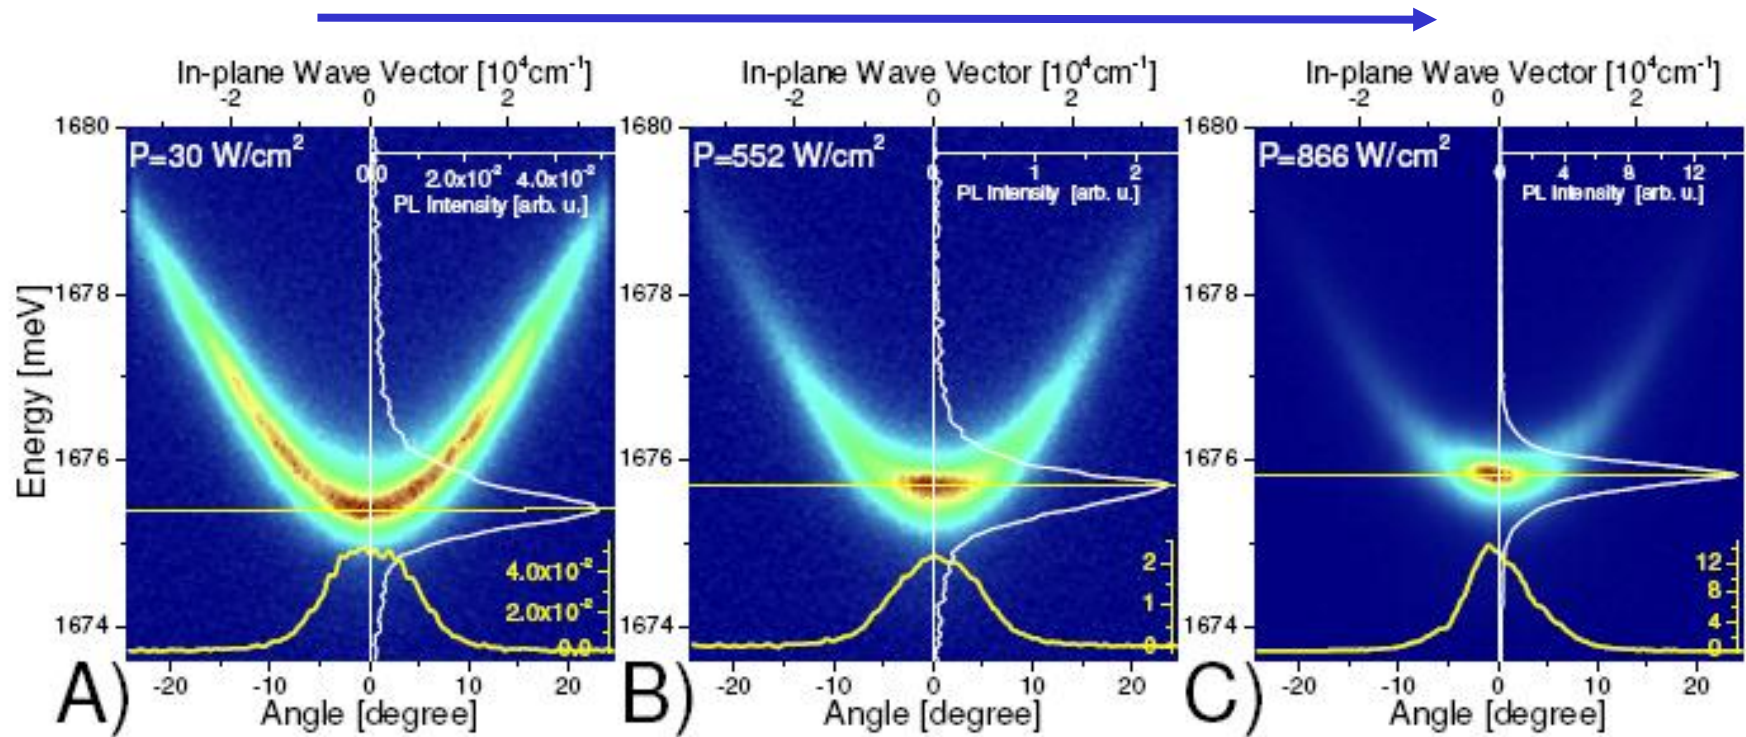 In-plane Wave Vector [10⁴cm⁻¹]
-2 0 2
1680
P=30 W/cm²
0.0 2.0x10⁻² 4.0x10⁻²
PL Intensity [arb. u.]
1678
Energy [meV]
1676
4.0x10⁻²
2.0x10⁻²
1674
0.0
A)
-20 -10 0 10 20
Angle [degree]
In-plane Wave Vector [10⁴cm⁻¹]
-2 0 2
1680
P=552 W/cm²
0 1 2
PL Intensity [arb. u.]
1678
1676
2
1
1674
0
B)
-20 -10 0 10 20
Angle [degree]
In-plane Wave Vector [10⁴cm⁻¹]
-2 0 2
1680
P=866 W/cm²
0 4 8 12
PL Intensity [arb. u.]
1678
1676
12
8
4
1674
0
C)
-20 -10 0 10 20
Angle [degree]